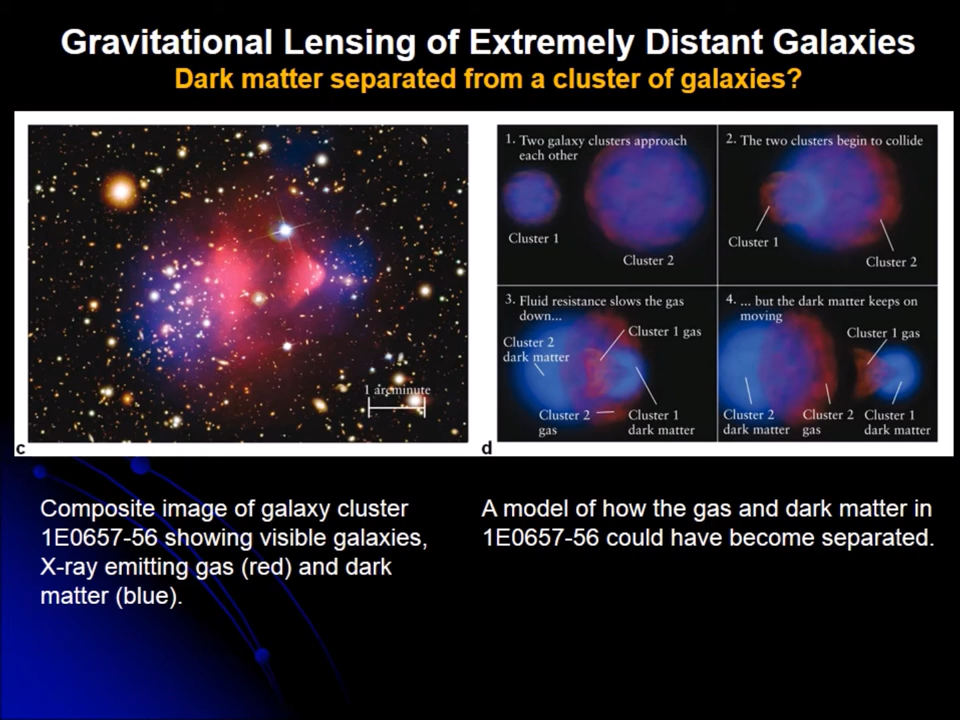 Gravitational Lensing of Extremely Distant Galaxies
Dark matter separated from a cluster of galaxies?
1 arcminute
c
1. Two galaxy clusters approach
each other
Cluster 1
Cluster 2
2. The two clusters begin to collide
Cluster 1
Cluster 2
3. Fluid resistance slows the gas
down...
Cluster 1 gas
Cluster 2
dark matter
Cluster 2
gas
Cluster 1
dark matter
4. ... but the dark matter keeps on
moving
Cluster 1 gas
Cluster 2
dark matter
Cluster 2
gas
Cluster 1
dark matter
d
Composite image of galaxy cluster
1E0657-56 showing visible galaxies,
X-ray emitting gas (red) and dark
matter (blue).
A model of how the gas and dark matter in
1E0657-56 could have become separated.